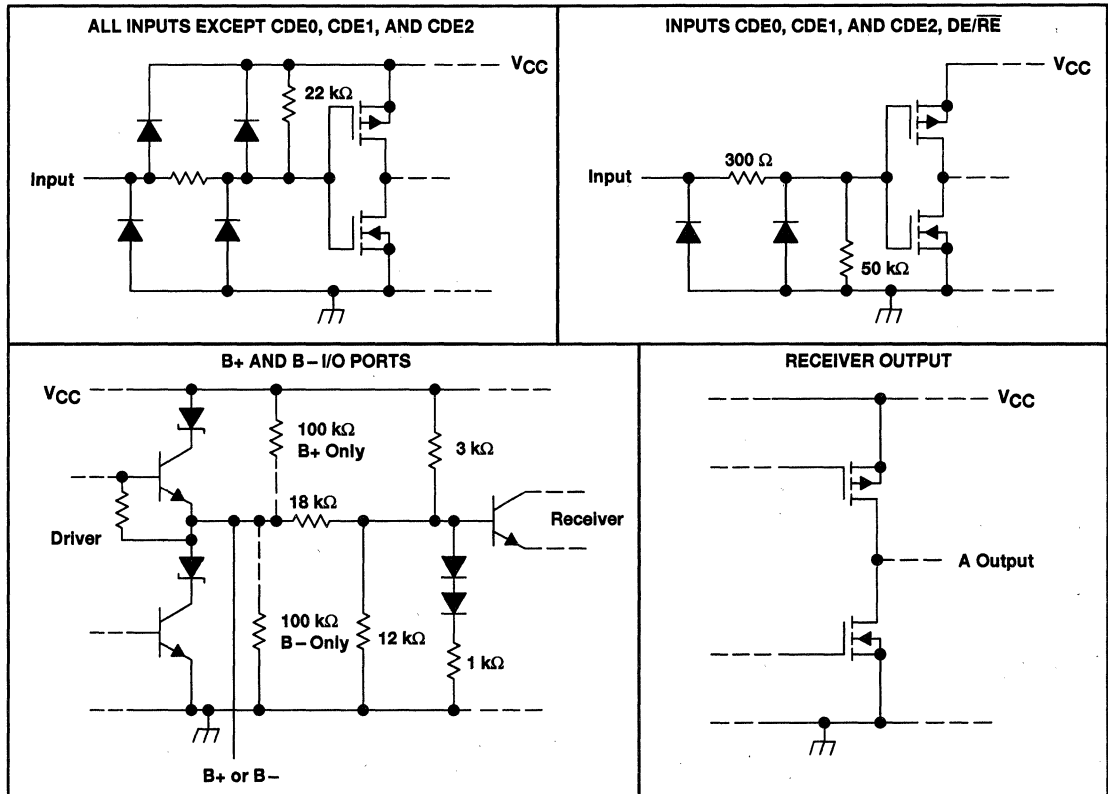 ALL INPUTS EXCEPT CDE0, CDE1, AND CDE2
VCC
22 kΩ
Input
INPUTS CDE0, CDE1, AND CDE2, DE/R̅E̅
VCC
300 Ω
Input
50 kΩ
B+ AND B− I/O PORTS
VCC
100 kΩ
B+ Only
3 kΩ
18 kΩ
Receiver
Driver
100 kΩ
B− Only
12 kΩ
1 kΩ
B+ or B−
RECEIVER OUTPUT
VCC
A Output